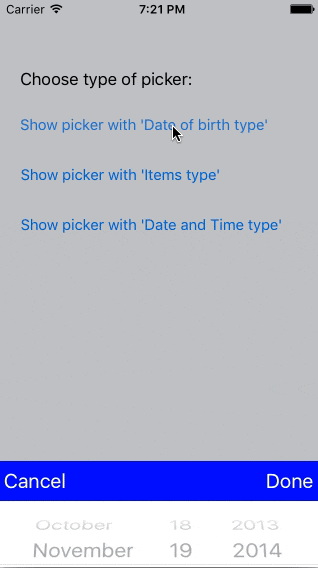 Carrier 7:21 PM
Choose type of picker:
Show picker with 'Date of birth type'
Show picker with 'Items type'
Show picker with 'Date and Time type'
Cancel Done
October 18 2013
November 19 2014